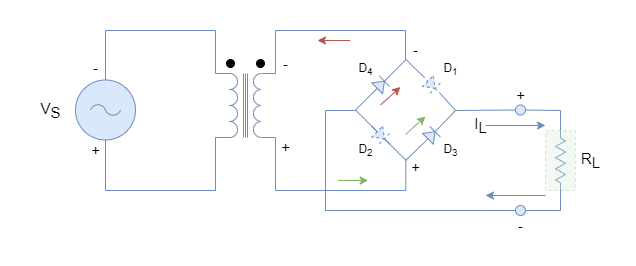 -
-
-
D4
D1
+
VS
IL
+
+
D2
D3
RL
+
-